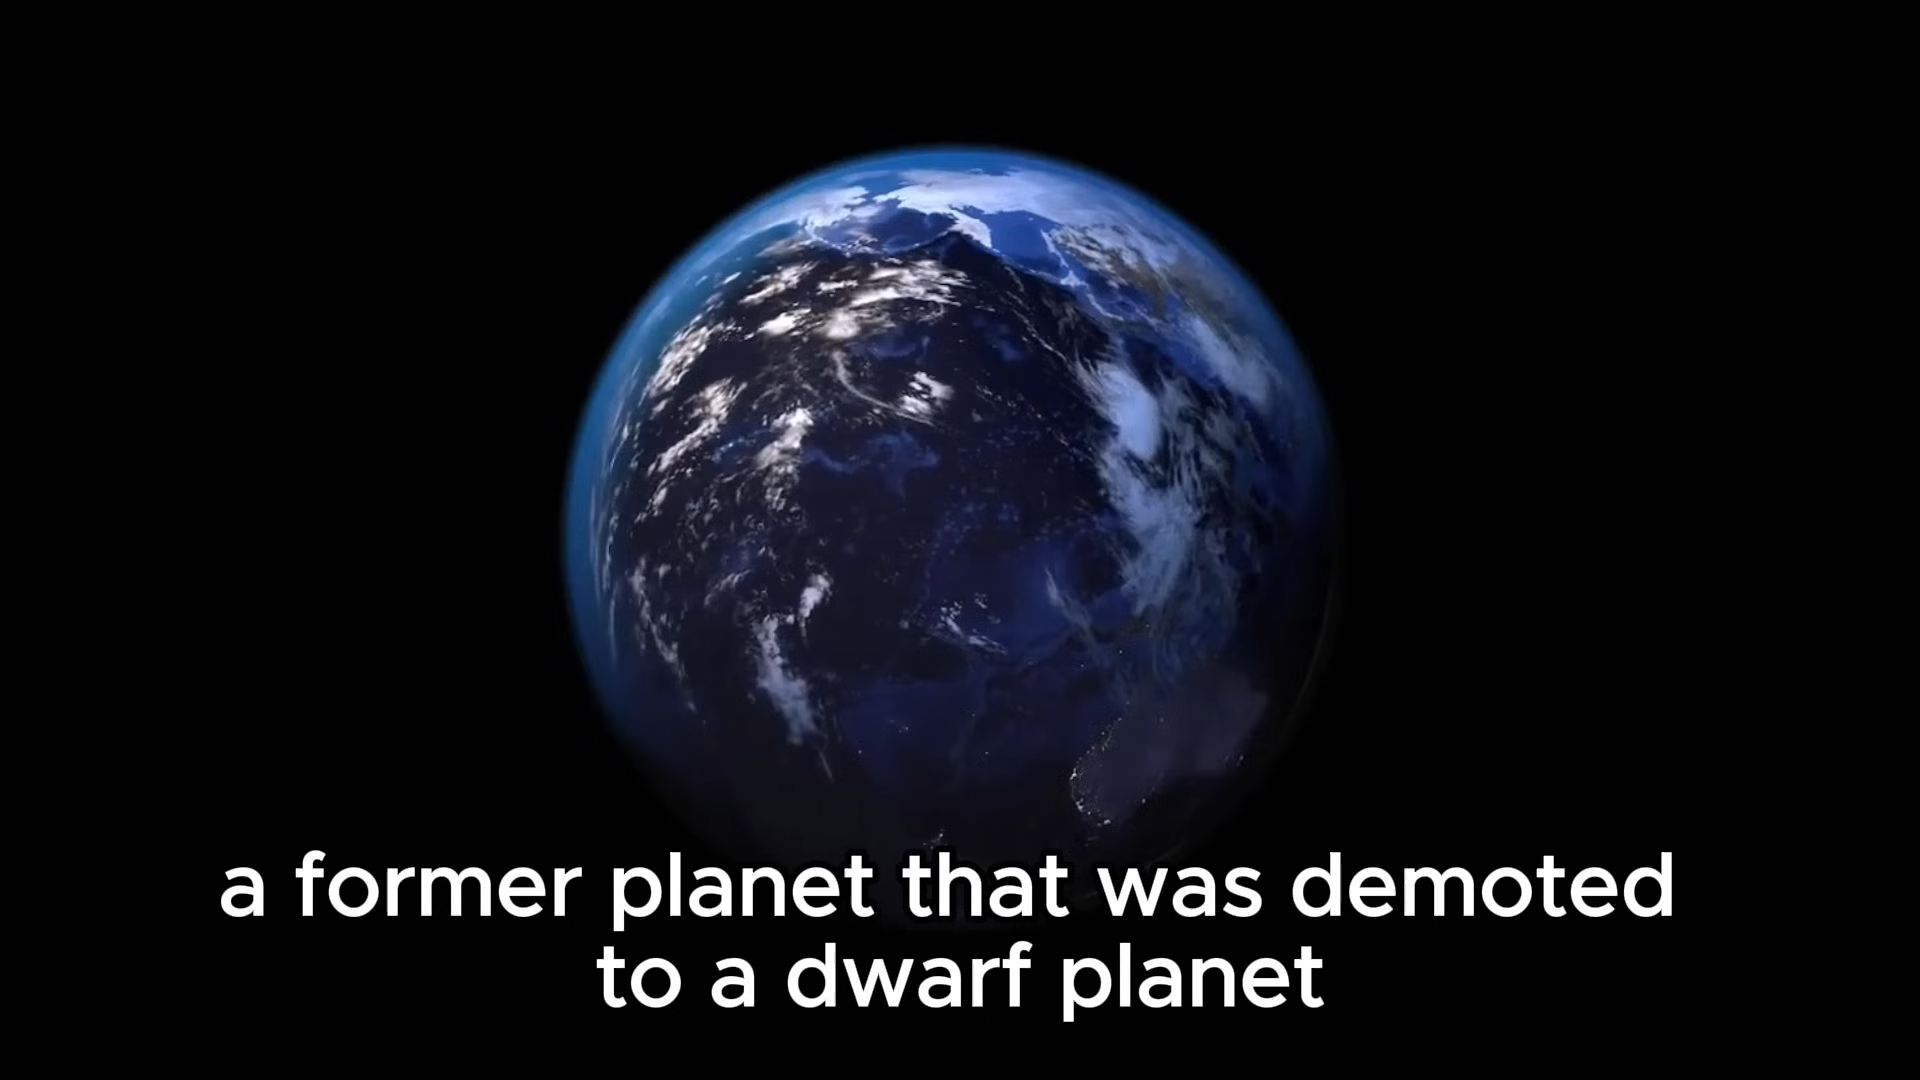 a former planet that was demoted
to a dwarf planet